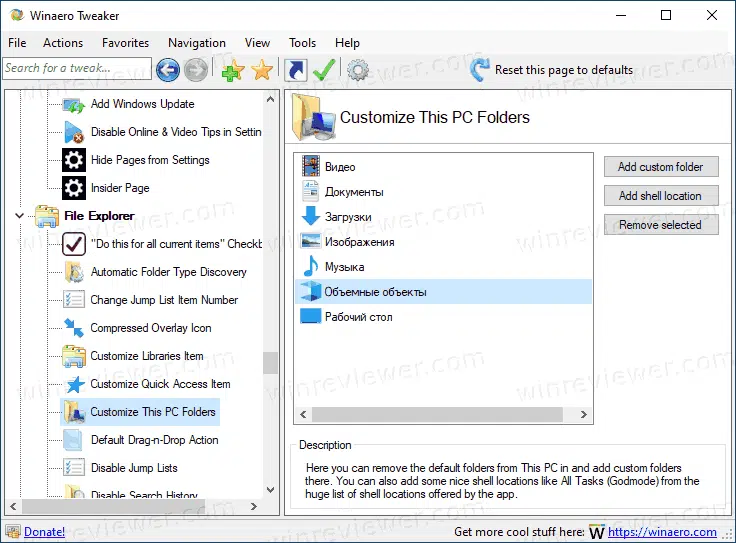 Winaero Tweaker
File Actions Favorites Navigation View Tools Help
Search for a tweak...
Reset this page to defaults
Add Windows Update
Disable Online & Video Tips in Settin
Hide Pages from Settings
Insider Page
File Explorer
"Do this for all current items" Checkb
Automatic Folder Type Discovery
Change Jump List Item Number
Compressed Overlay Icon
Customize Libraries Item
Customize Quick Access Item
Customize This PC Folders
Default Drag-n-Drop Action
Disable Jump Lists
Disable Search History
Customize This PC Folders
Видео
Документы
Загрузки
Изображения
Музыка
Объемные объекты
Рабочий стол
Add custom folder
Add shell location
Remove selected
Description
Here you can remove the default folders from This PC in and add custom folders
there. You can also add some nice shell locations like All Tasks (Godmode) from the
huge list of shell locations offered by the app.
Donate!
Get more cool stuff here: W https://winaero.com
winreviewer.com